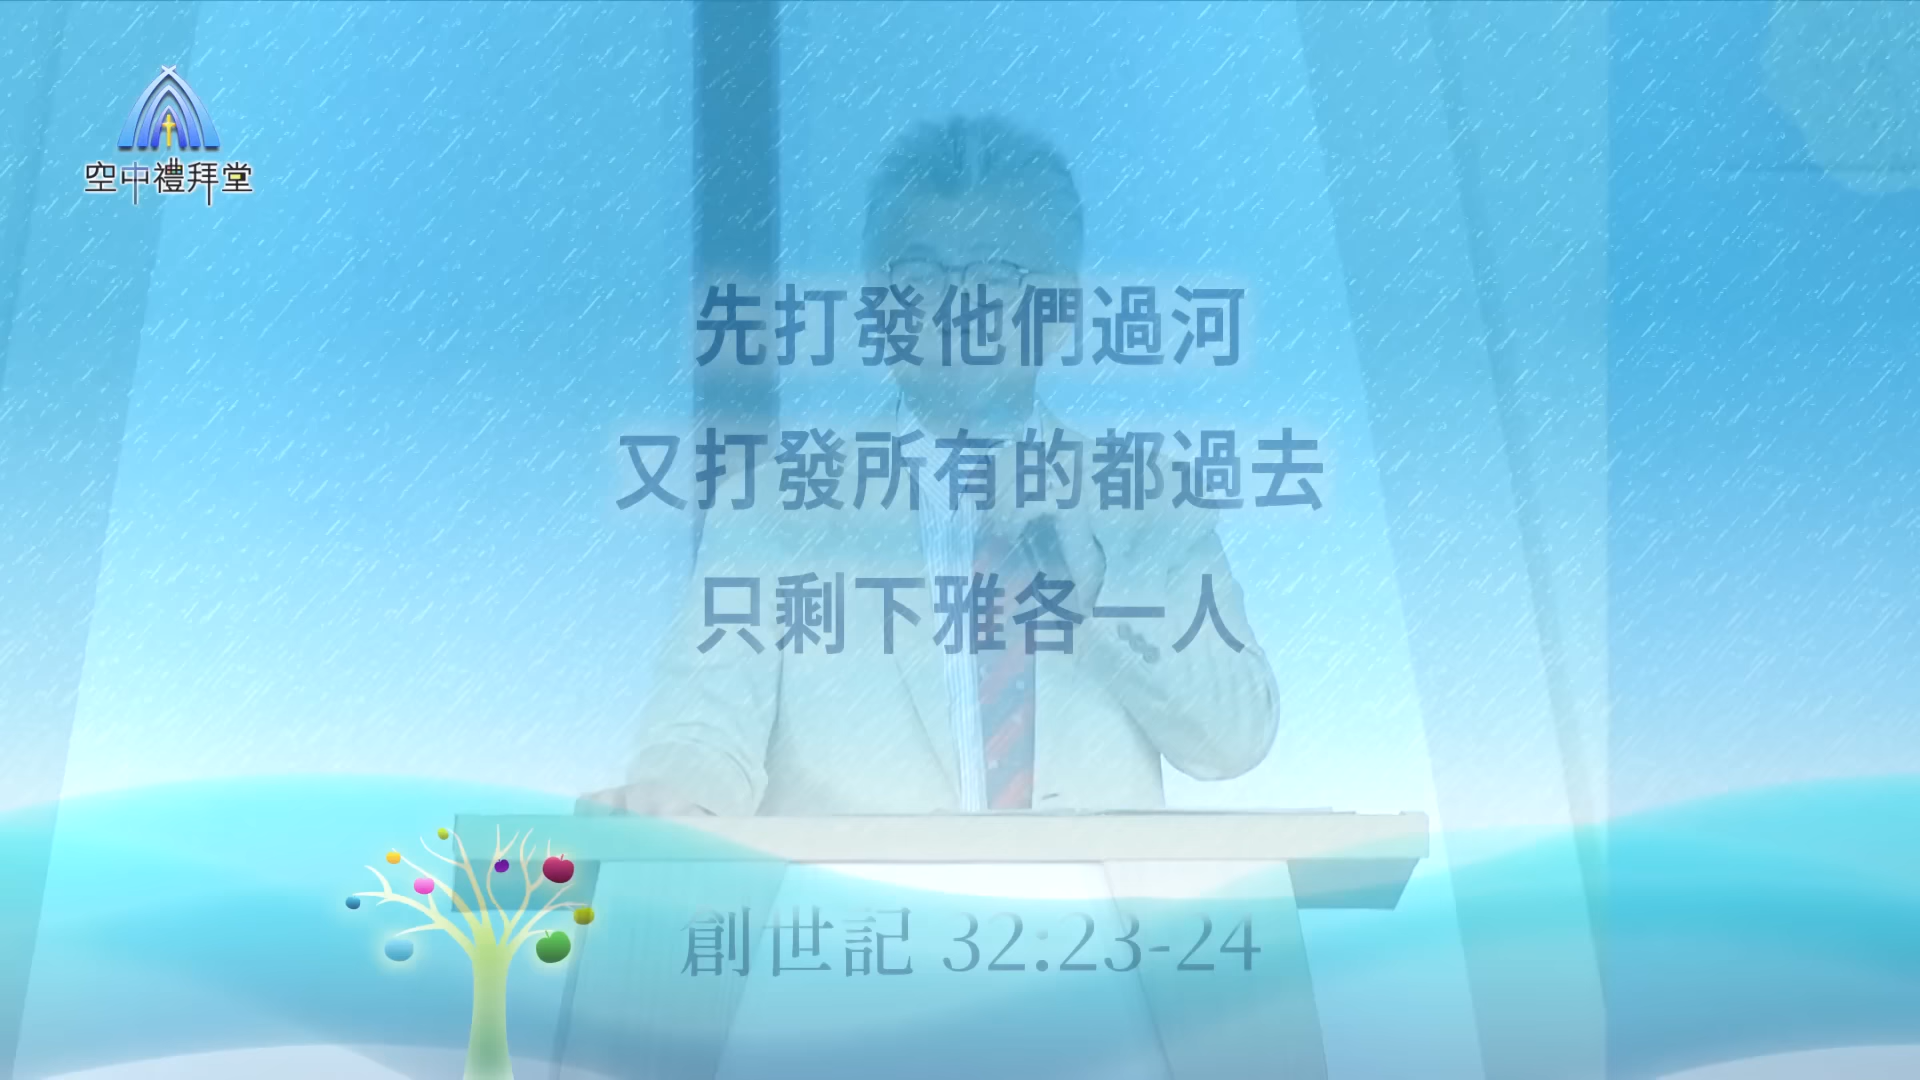 空中禮拜堂
先打發他們過河
又打發所有的都過去
只剩下雅各一人
創世記 32:23-24